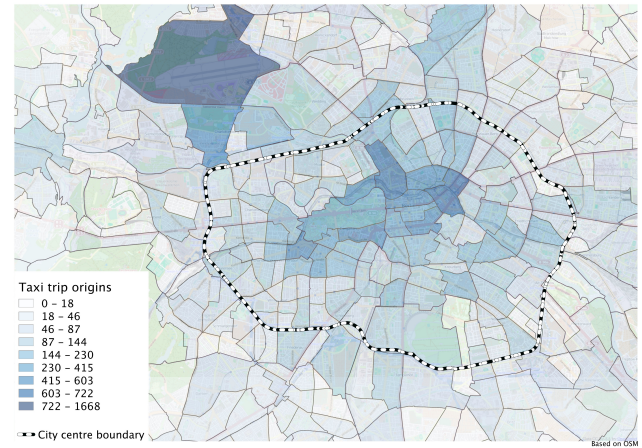 Taxi trip origins
0 – 18
18 – 46
46 – 87
87 – 144
144 – 230
230 – 415
415 – 603
603 – 722
722 – 1668
City centre boundary
Based on OSM